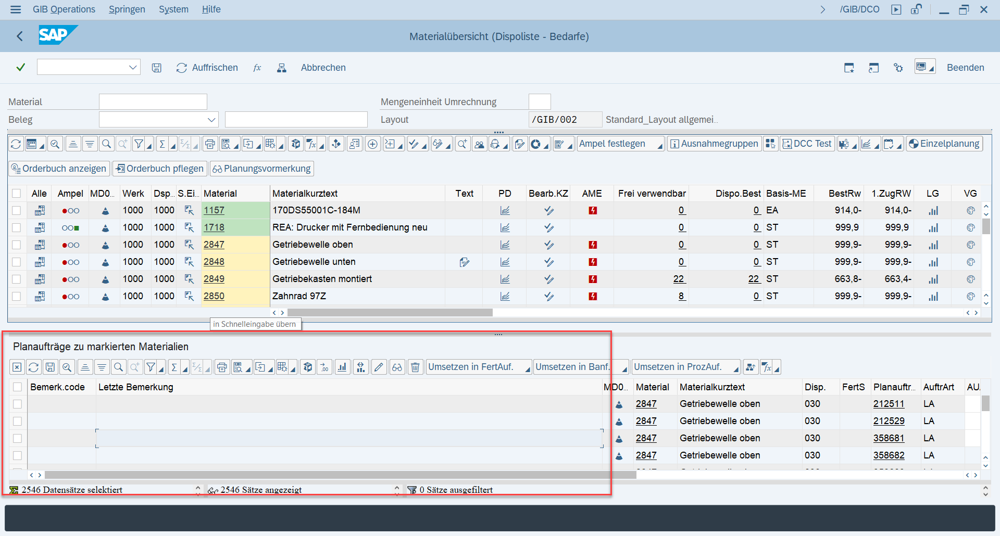 GIB Operations Springen System Hilfe /GIB/DCO
SAP Materialübersicht (Dispoliste - Bedarfe)
Auffrischen fx Abbrechen Beenden
Material Mengeneinheit Umrechnung
Beleg Layout /GIB/002 Standard_Layout allgemei...
Ampel festlegen Ausnahmegruppen DCC Test Einzelplanung
Orderbuch anzeigen Orderbuch pflegen Planungsvormerkung
Alle Ampel MD0... Werk Dsp... S.Ei... Material Materialkurztext Text PD Bearb.KZ AME Frei verwendbar Dispo.Best Basis-ME BestRw 1.ZugRW LG VG
1000 1000 1157 170DS55001C-184M 0 0 EA 914,0- 914,0-
1000 1000 1718 REA: Drucker mit Fernbedienung neu 0 0 ST 999,9 999,9
1000 1000 2847 Getriebewelle oben 0 0 ST 999,9- 999,9-
1000 1000 2848 Getriebewelle unten 0 0 ST 999,9- 999,9-
1000 1000 2849 Getriebekasten montiert 22 22 ST 663,8- 663,4-
1000 1000 2850 Zahnrad 97Z 8 0 ST 999,9- 999,9-
in Schnelleingabe übern
Planaufträge zu markierten Materialien
Umsetzen in FertAuf. Umsetzen in Banf. Umsetzen in ProzAuf.
Bemerk.code Letzte Bemerkung MD0... Material Materialkurztext Disp. FertS Planauftr... AuftrArt AU.
2847 Getriebewelle oben 030 212511 LA
2847 Getriebewelle oben 030 212529 LA
2847 Getriebewelle oben 030 358681 LA
2847 Getriebewelle oben 030 358682 LA
2546 Datensätze selektiert 2546 Sätze angezeigt 0 Sätze ausgefiltert